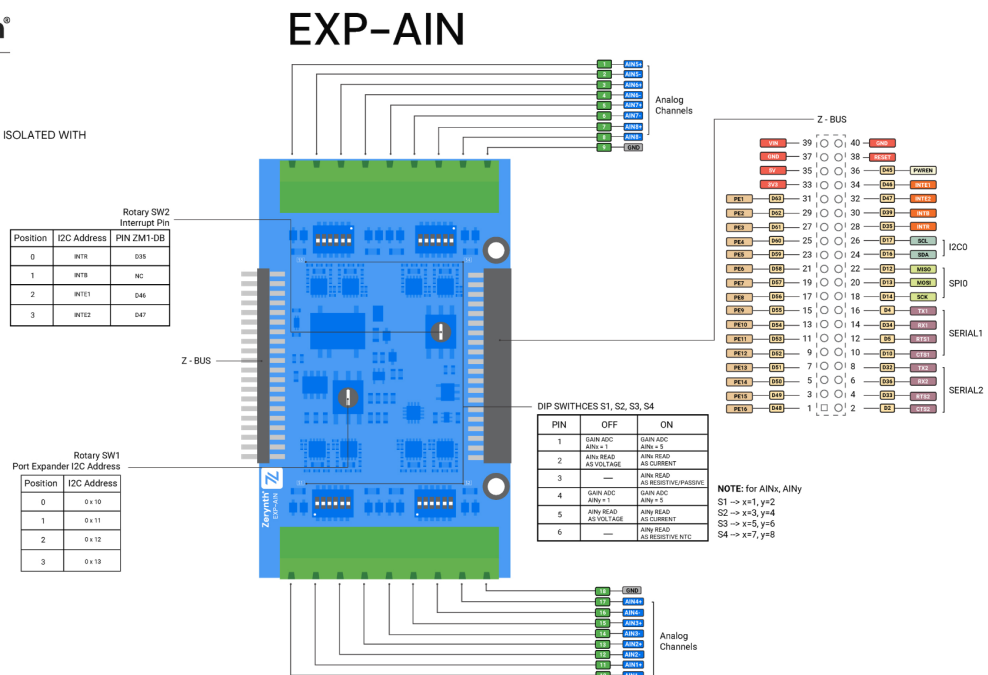 EXP-AIN
ISOLATED WITH
1 AIN5+
2 AIN5-
3 AIN6+
4 AIN6-
5 AIN7+
6 AIN7-
7 AIN8+
8 AIN8-
9 GND
Analog
Channels
Z - BUS
VIN 39 40 GND
GND 37 38 RESET
5V 35 36 D45 PWREN
3V3 33 34 D46 INTE1
PE1 D63 31 32 D47 INTE2
PE2 D62 29 30 D39 INTB
PE3 D61 27 28 D35 INTR
PE4 D60 25 26 D17 SCL
PE5 D59 23 24 D16 SDA
I2C0
PE6 D58 21 22 D12 MISO
PE7 D57 19 20 D13 MOSI
PE8 D56 17 18 D14 SCK
SPI0
PE9 D55 15 16 D4 TX1
PE10 D54 13 14 D34 RX1
PE11 D53 11 12 D5 RTS1
PE12 D52 9 10 D10 CTS1
SERIAL1
PE13 D51 7 8 D32 TX2
PE14 D50 5 6 D36 RX2
PE15 D49 3 4 D33 RTS2
PE16 D48 1 2 D2 CTS2
SERIAL2
Rotary SW2
Interrupt Pin
Position I2C Address PIN ZM1-DB
0 INTR D35
1 INTB NC
2 INTE1 D46
3 INTE2 D47
Z - BUS
Rotary SW1
Port Expander I2C Address
Position I2C Address
0 0 x 10
1 0 x 11
2 0 x 12
3 0 x 13
Zerynth
EXP-AIN
DIP SWITHCES S1, S2, S3, S4
PIN OFF ON
1 GAIN ADC AINx = 1 GAIN ADC AINx = 5
2 AINx READ AS VOLTAGE AINx READ AS CURRENT
3 — AINx READ AS RESISTIVE/PASSIVE
4 GAIN ADC AINy = 1 GAIN ADC AINy = 5
5 AINy READ AS VOLTAGE AINy READ AS CURRENT
6 — AINy READ AS RESISTIVE NTC
NOTE: for AINx, AINy
S1 --> x=1, y=2
S2 --> x=3, y=4
S3 --> x=5, y=6
S4 --> x=7, y=8
18 GND
17 AIN4+
16 AIN4-
15 AIN3+
14 AIN3-
13 AIN2+
12 AIN2-
11 AIN1+
Analog
Channels